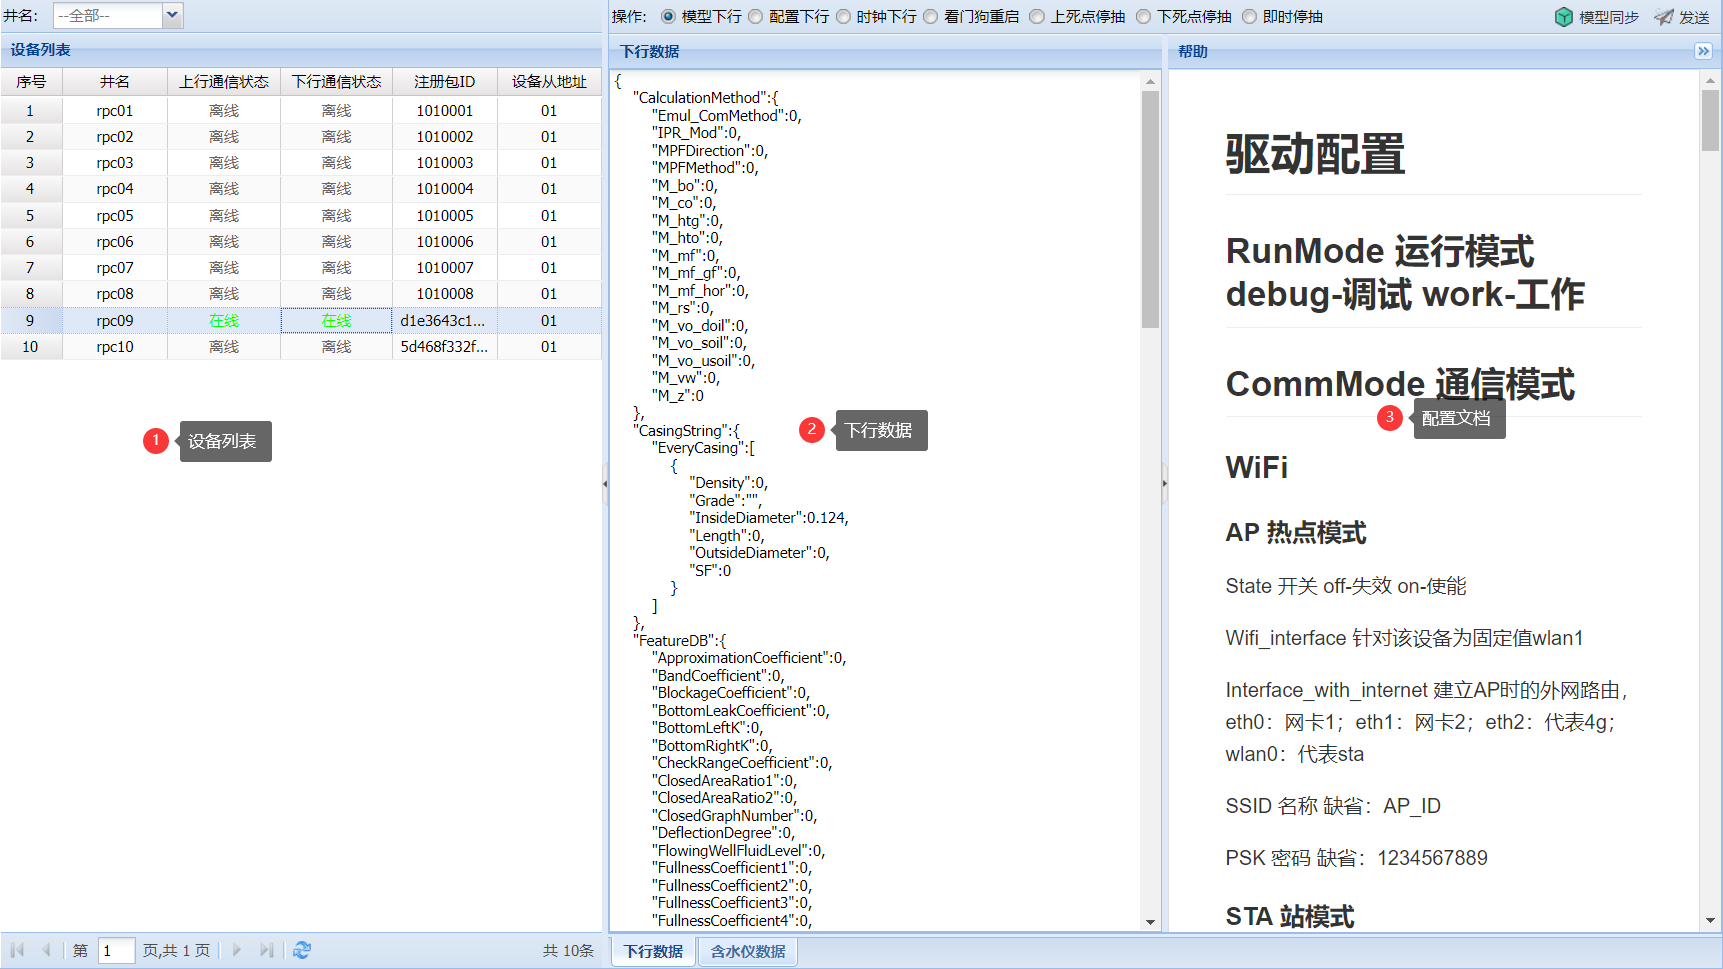 井名: --全部--
操作: 模型下行 配置下行 时钟下行 看门狗重启 上死点停抽 下死点停抽 即时停抽 模型同步 发送
设备列表
序号 井名 上行通信状态 下行通信状态 注册包ID 设备从地址
1 rpc01 离线 离线 1010001 01
2 rpc02 离线 离线 1010002 01
3 rpc03 离线 离线 1010003 01
4 rpc04 离线 离线 1010004 01
5 rpc05 离线 离线 1010005 01
6 rpc06 离线 离线 1010006 01
7 rpc07 离线 离线 1010007 01
8 rpc08 离线 离线 1010008 01
9 rpc09 在线 在线 d1e3643c1... 01
10 rpc10 离线 离线 5d468f332f... 01
1 设备列表
第 1 页,共 1 页 共 10条
下行数据
{
"CalculationMethod":{
"Emul_ComMethod":0,
"IPR_Mod":0,
"MPFDirection":0,
"MPFMethod":0,
"M_bo":0,
"M_co":0,
"M_htg":0,
"M_hto":0,
"M_mf":0,
"M_mf_gf":0,
"M_mf_hor":0,
"M_rs":0,
"M_vo_doil":0,
"M_vo_soil":0,
"M_vo_usoil":0,
"M_vw":0,
"M_z":0
},
"CasingString":{
"EveryCasing":[
{
"Density":0,
"Grade":"",
"InsideDiameter":0.124,
"Length":0,
"OutsideDiameter":0,
"SF":0
}
]
},
"FeatureDB":{
"ApproximationCoefficient":0,
"BandCoefficient":0,
"BlockageCoefficient":0,
"BottomLeakCoefficient":0,
"BottomLeftK":0,
"BottomRightK":0,
"CheckRangeCoefficient":0,
"ClosedAreaRatio1":0,
"ClosedAreaRatio2":0,
"ClosedGraphNumber":0,
"DeflectionDegree":0,
"FlowingWellFluidLevel":0,
"FullnessCoefficient1":0,
"FullnessCoefficient2":0,
"FullnessCoefficient3":0,
"FullnessCoefficient4":0,
2 下行数据
下行数据 含水仪数据
帮助
驱动配置
RunMode 运行模式
debug-调试 work-工作
CommMode 通信模式
3 配置文档
WiFi
AP 热点模式
State 开关 off-失效 on-使能
Wifi_interface 针对该设备为固定值wlan1
Interface_with_internet 建立AP时的外网路由，
eth0：网卡1；eth1：网卡2；eth2：代表4g；
wlan0：代表sta
SSID 名称 缺省：AP_ID
PSK 密码 缺省：1234567889
STA 站模式